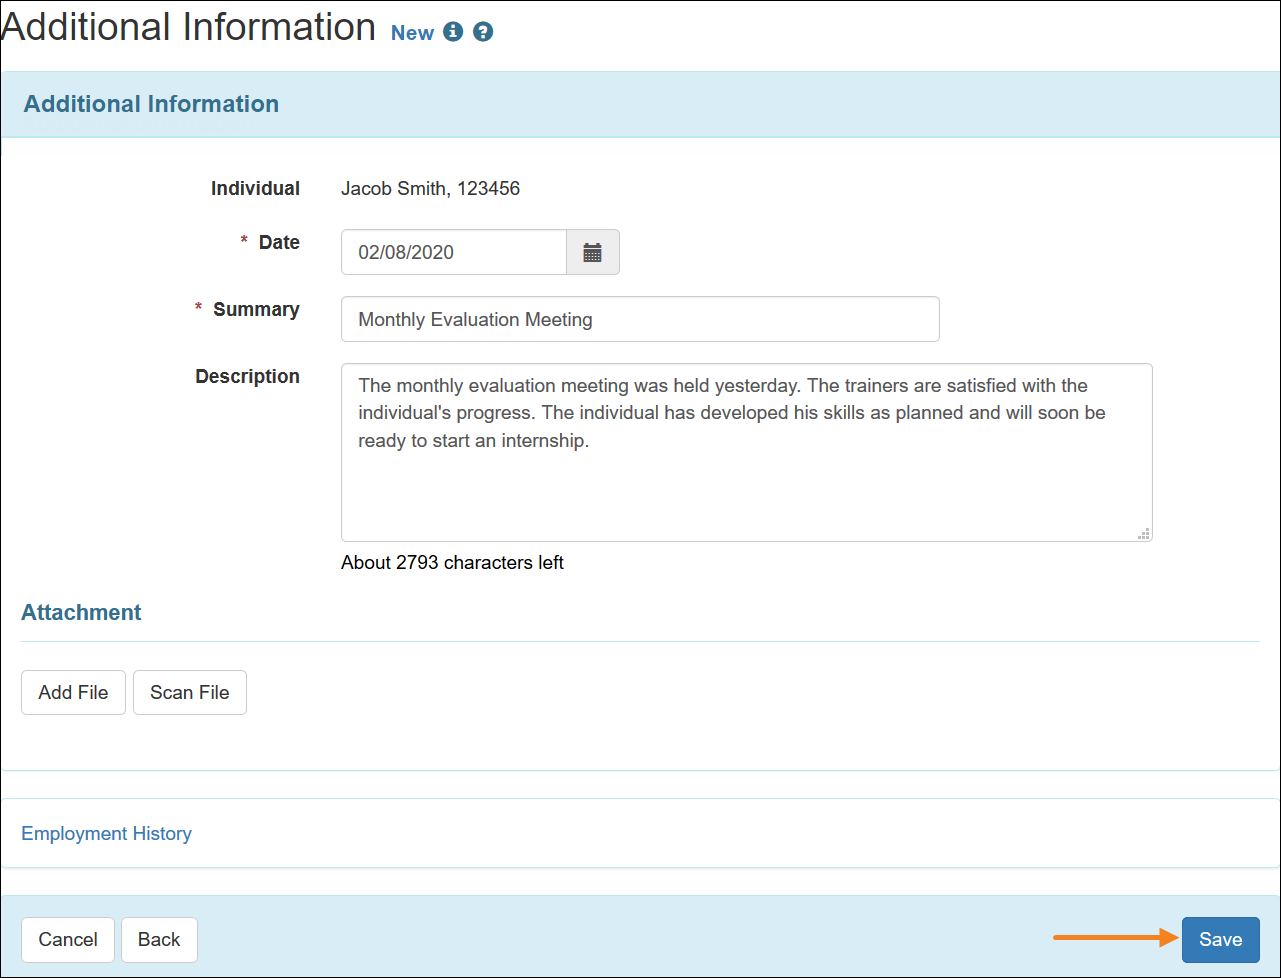 Additional Information New
Additional Information
Individual Jacob Smith, 123456
* Date 02/08/2020
* Summary Monthly Evaluation Meeting
Description The monthly evaluation meeting was held yesterday. The trainers are satisfied with the
individual's progress. The individual has developed his skills as planned and will soon be
ready to start an internship.
About 2793 characters left
Attachment
Add File Scan File
Employment History
Cancel Back Save